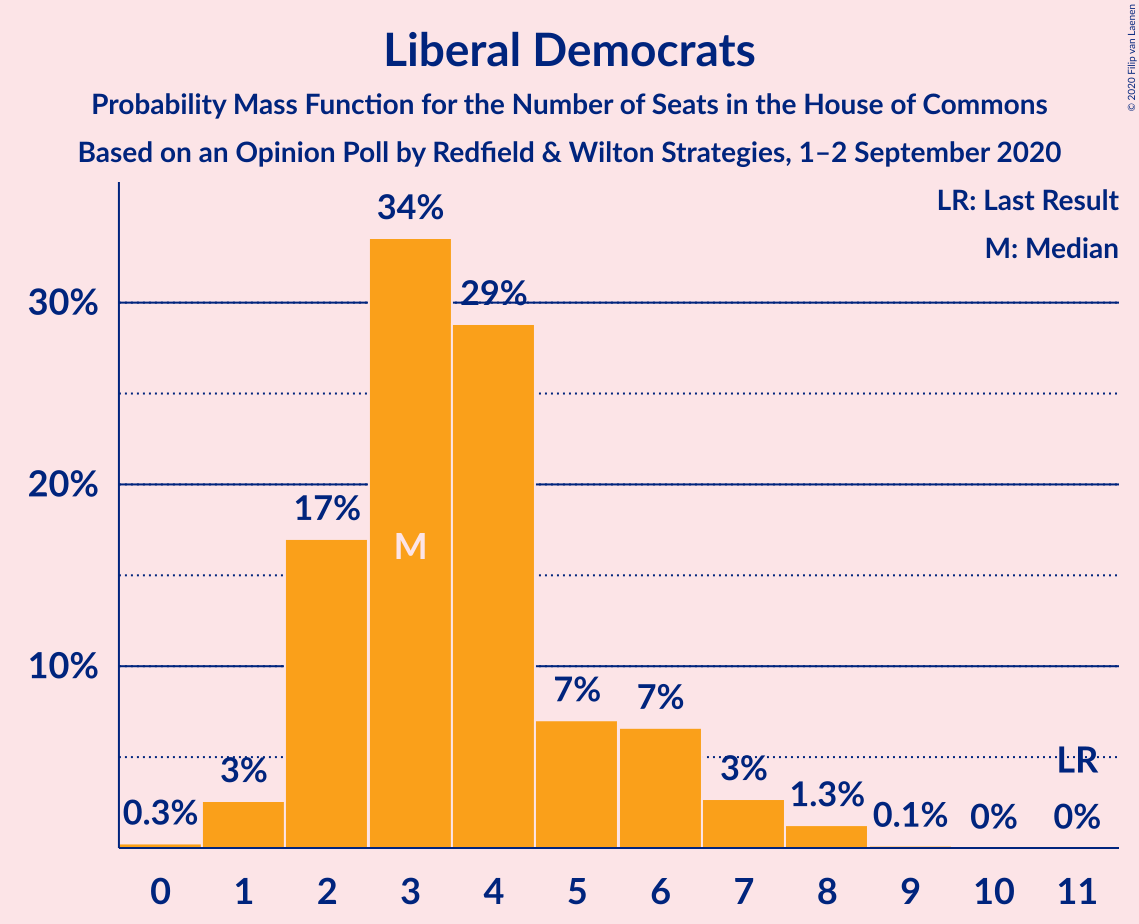 Liberal Democrats
Probability Mass Function for the Number of Seats in the House of Commons
Based on an Opinion Poll by Redfield & Wilton Strategies, 1–2 September 2020
© 2020 Filip van Laenen
LR: Last Result
M: Median
34%
29%
30%
20%
17%
M
10%
7%
7%
3%
3%
LR
0.3%
1.3%
0.1%
0%
0%
0 1 2 3 4 5 6 7 8 9 10 11